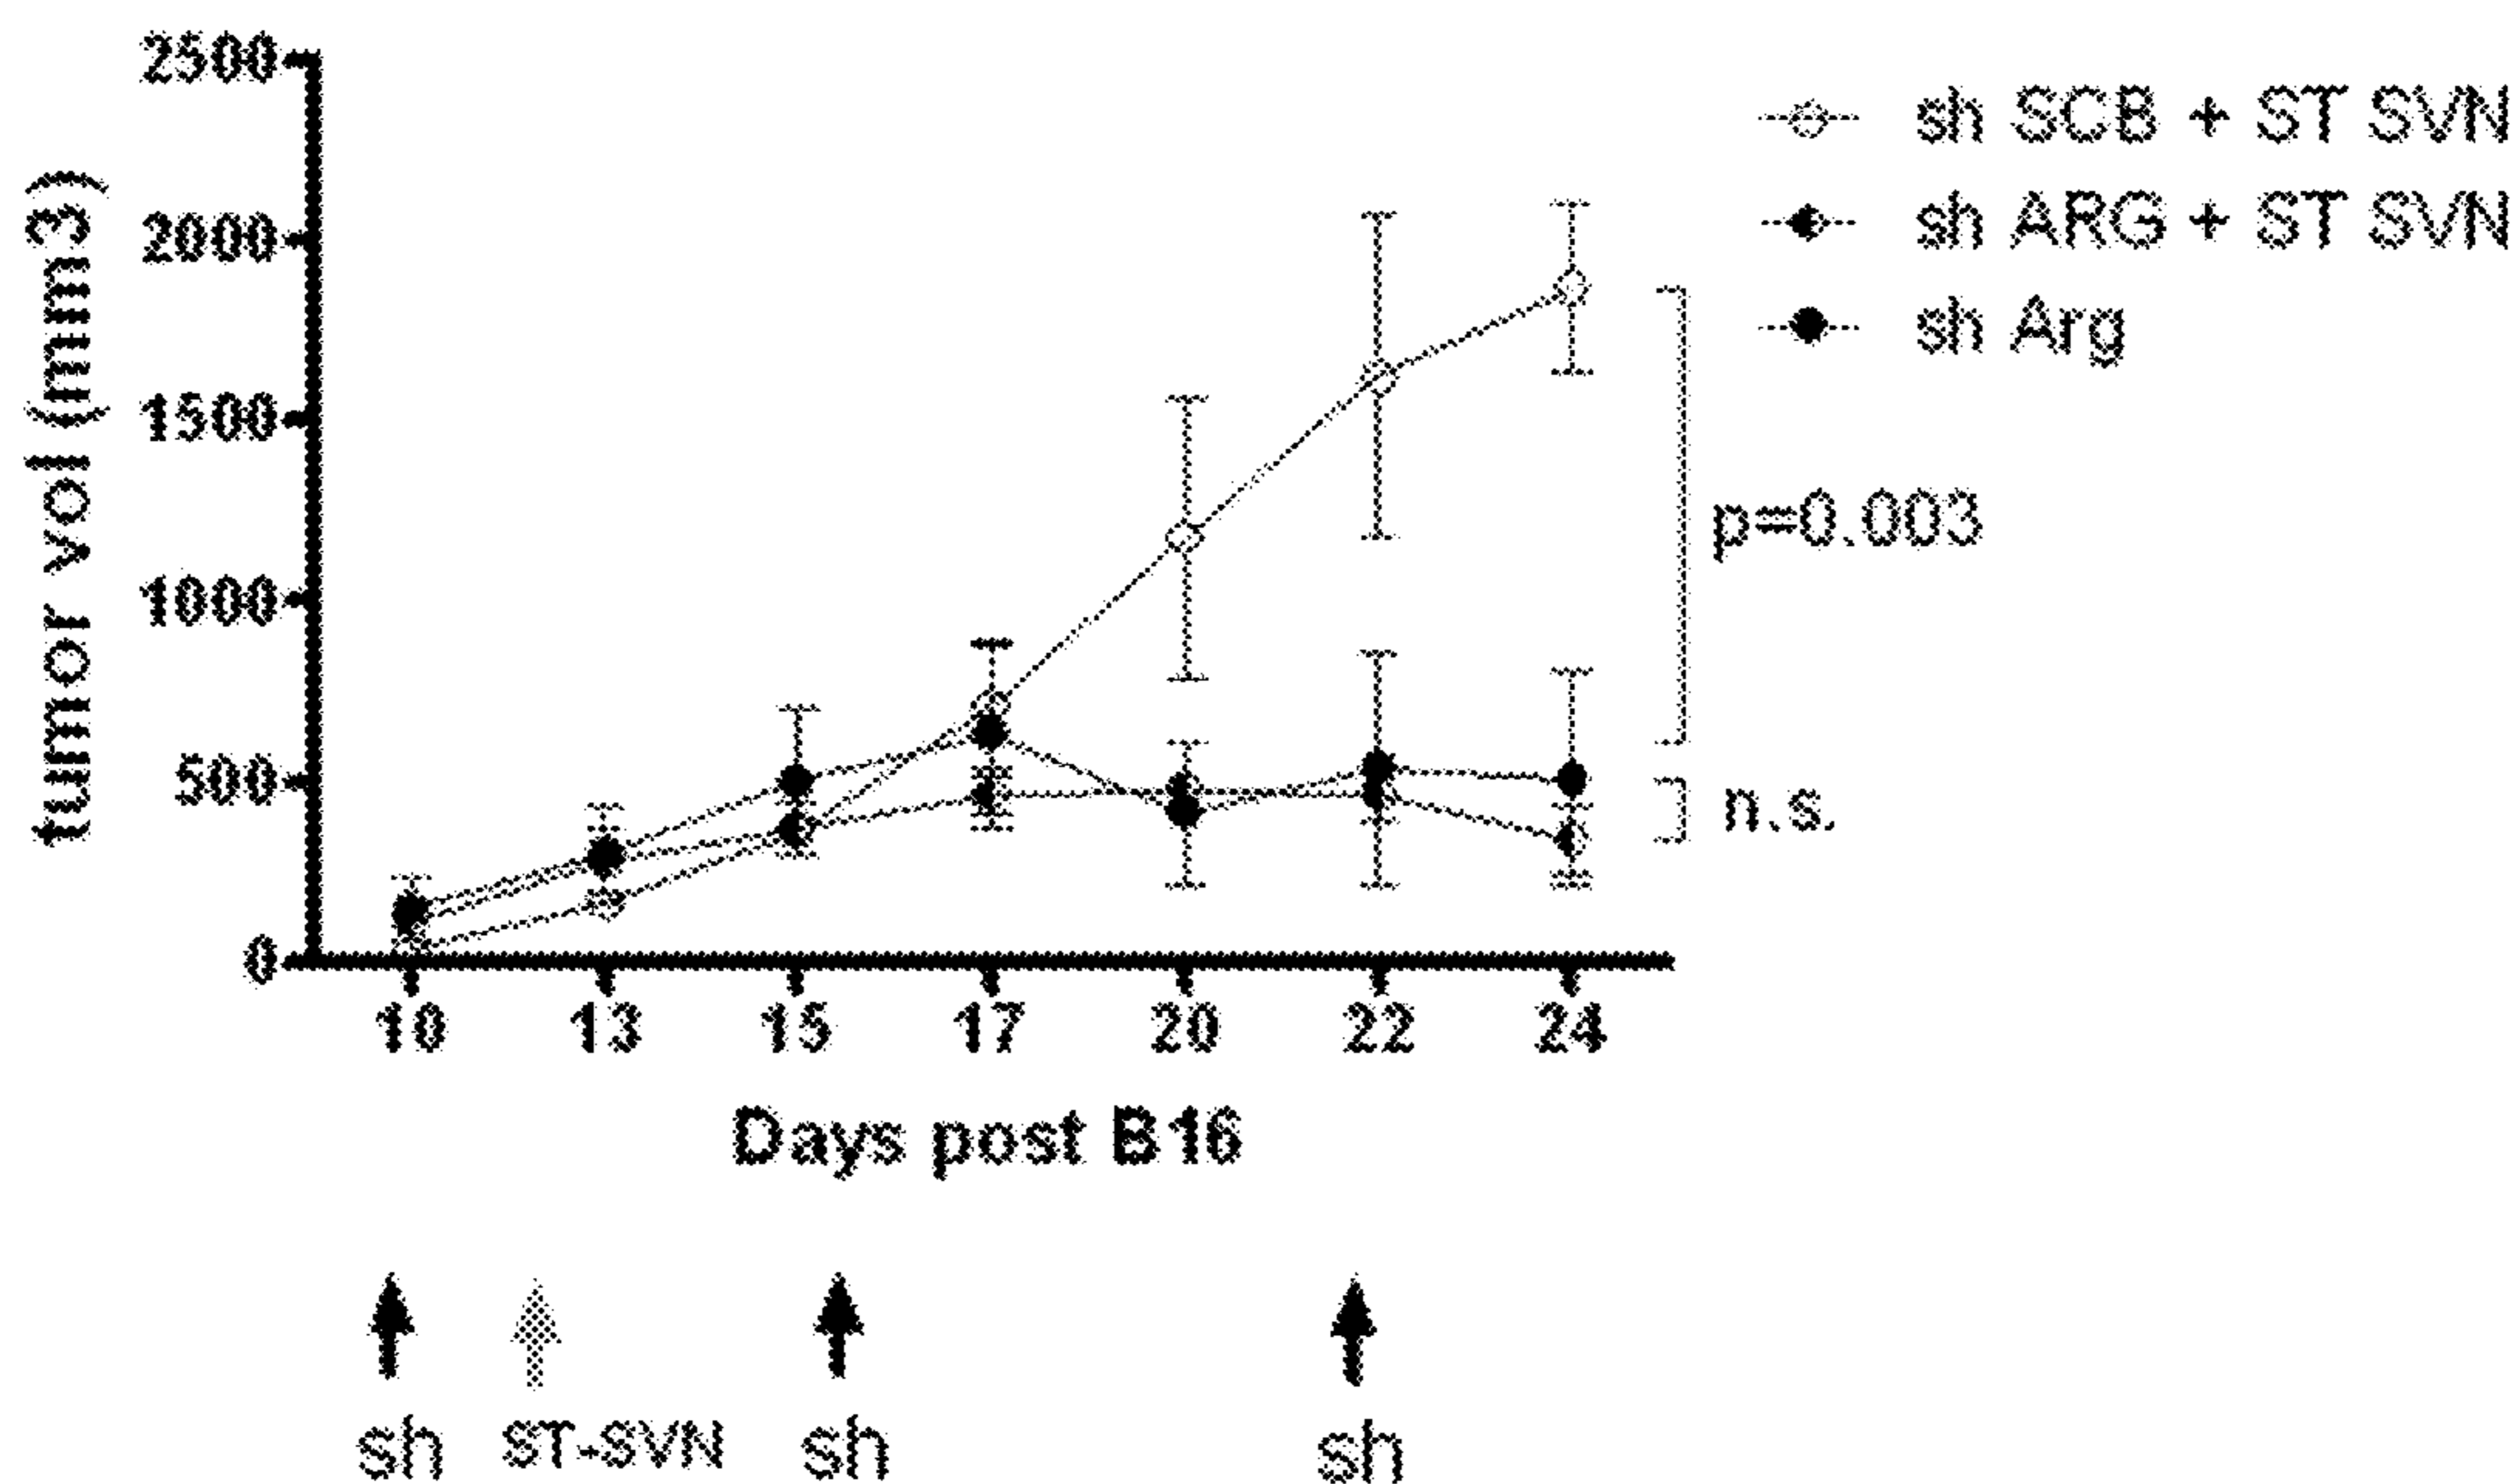 tumor vol (mm3)
2500
2000
1500
1000
500
0
sh SCB + ST SVN
sh ARG + ST SVN
sh Arg
p=0.003
n.s.
10 13 15 17 20 22 24
Days post B16
sh ST-SVN sh sh